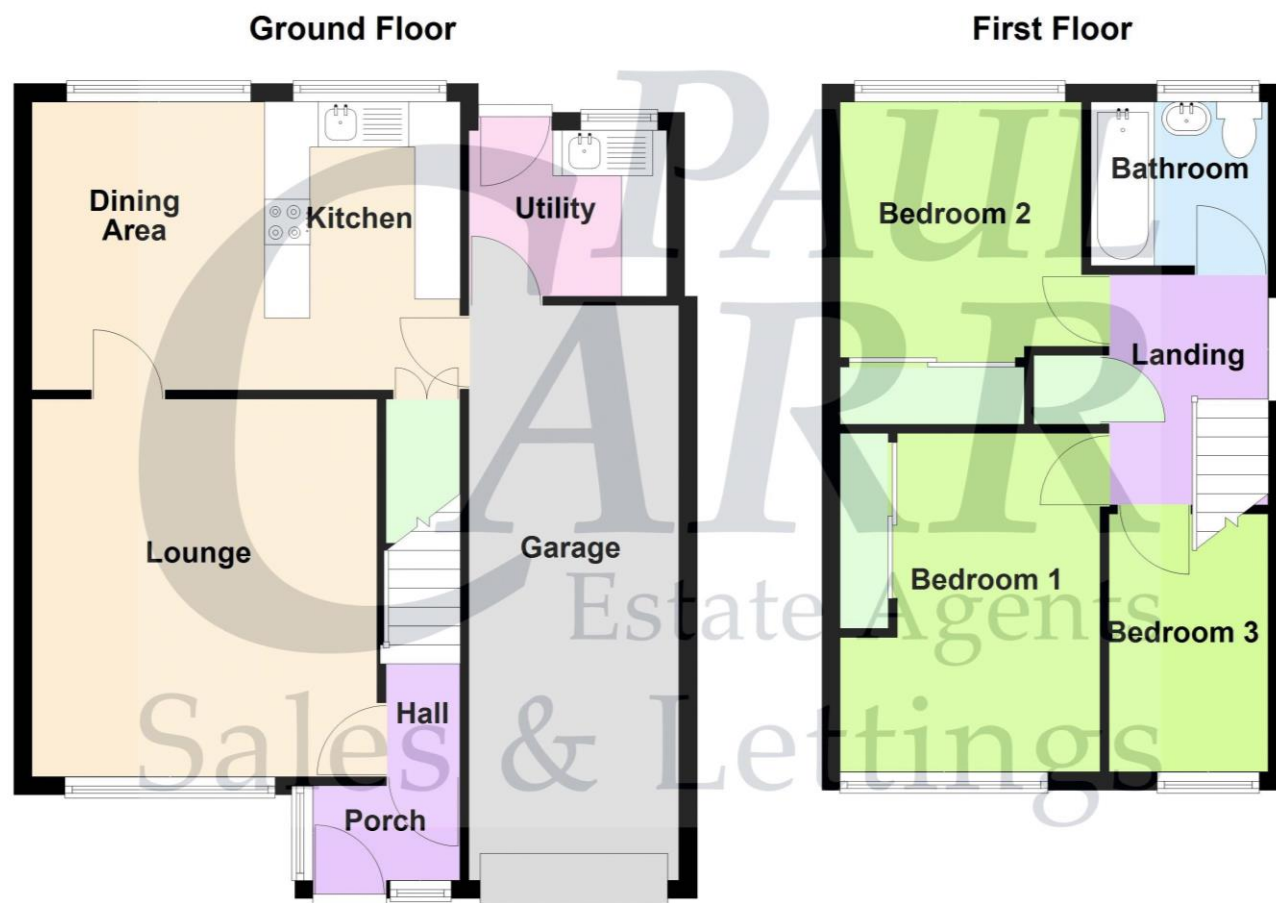 Ground Floor
First Floor
Dining
Area
Kitchen
Utility
Lounge
Garage
Hall
Porch
Bedroom 2
Bathroom
Landing
Bedroom 1
Bedroom 3
PAUL
CARR
Estate Agents
Sales & Lettings